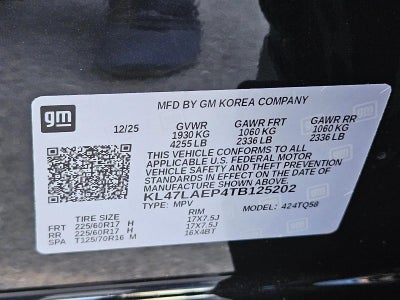 gm
MFD BY GM KOREA COMPANY
12/25 GVWR GAWR FRT GAWR RR
1930 KG 1060 KG 1060 KG
4255 LB 2336 LB 2336 LB
THIS VEHICLE CONFORMS TO ALL
APPLICABLE U.S. FEDERAL MOTOR
VEHICLE SAFETY AND THEFT PREVENTION
STANDARDS IN EFFECT ON THE DATE OF
MANUFACTURE SHOWN ABOVE.
KL47LAEP4TB125202
TYPE: MPV MODEL: 424TQ58
TIRE SIZE RIM
FRT 225/60R17 H 17X7.5J
RR 225/60R17 H 17X7.5J
SPA T125/70R16 M 16X4BT